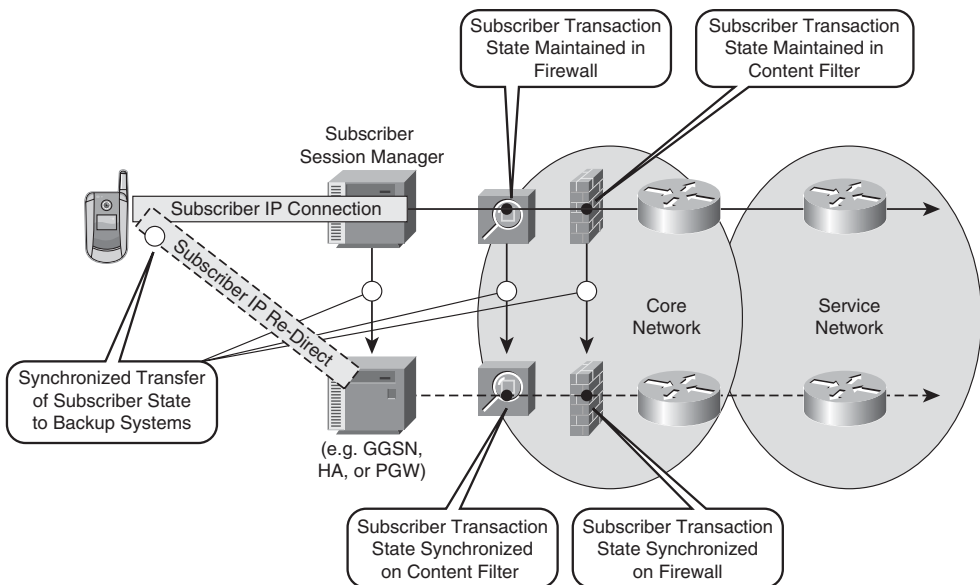 Subscriber Transaction
State Maintained in
Firewall
Subscriber Transaction
State Maintained in
Content Filter
Subscriber
Session Manager
Subscriber IP Connection
Subscriber IP Re-Direct
Core
Network
Service
Network
Synchronized Transfer
of Subscriber State
to Backup Systems
(e.g. GGSN,
HA, or PGW)
Subscriber Transaction
State Synchronized
on Content Filter
Subscriber Transaction
State Synchronized
on Firewall